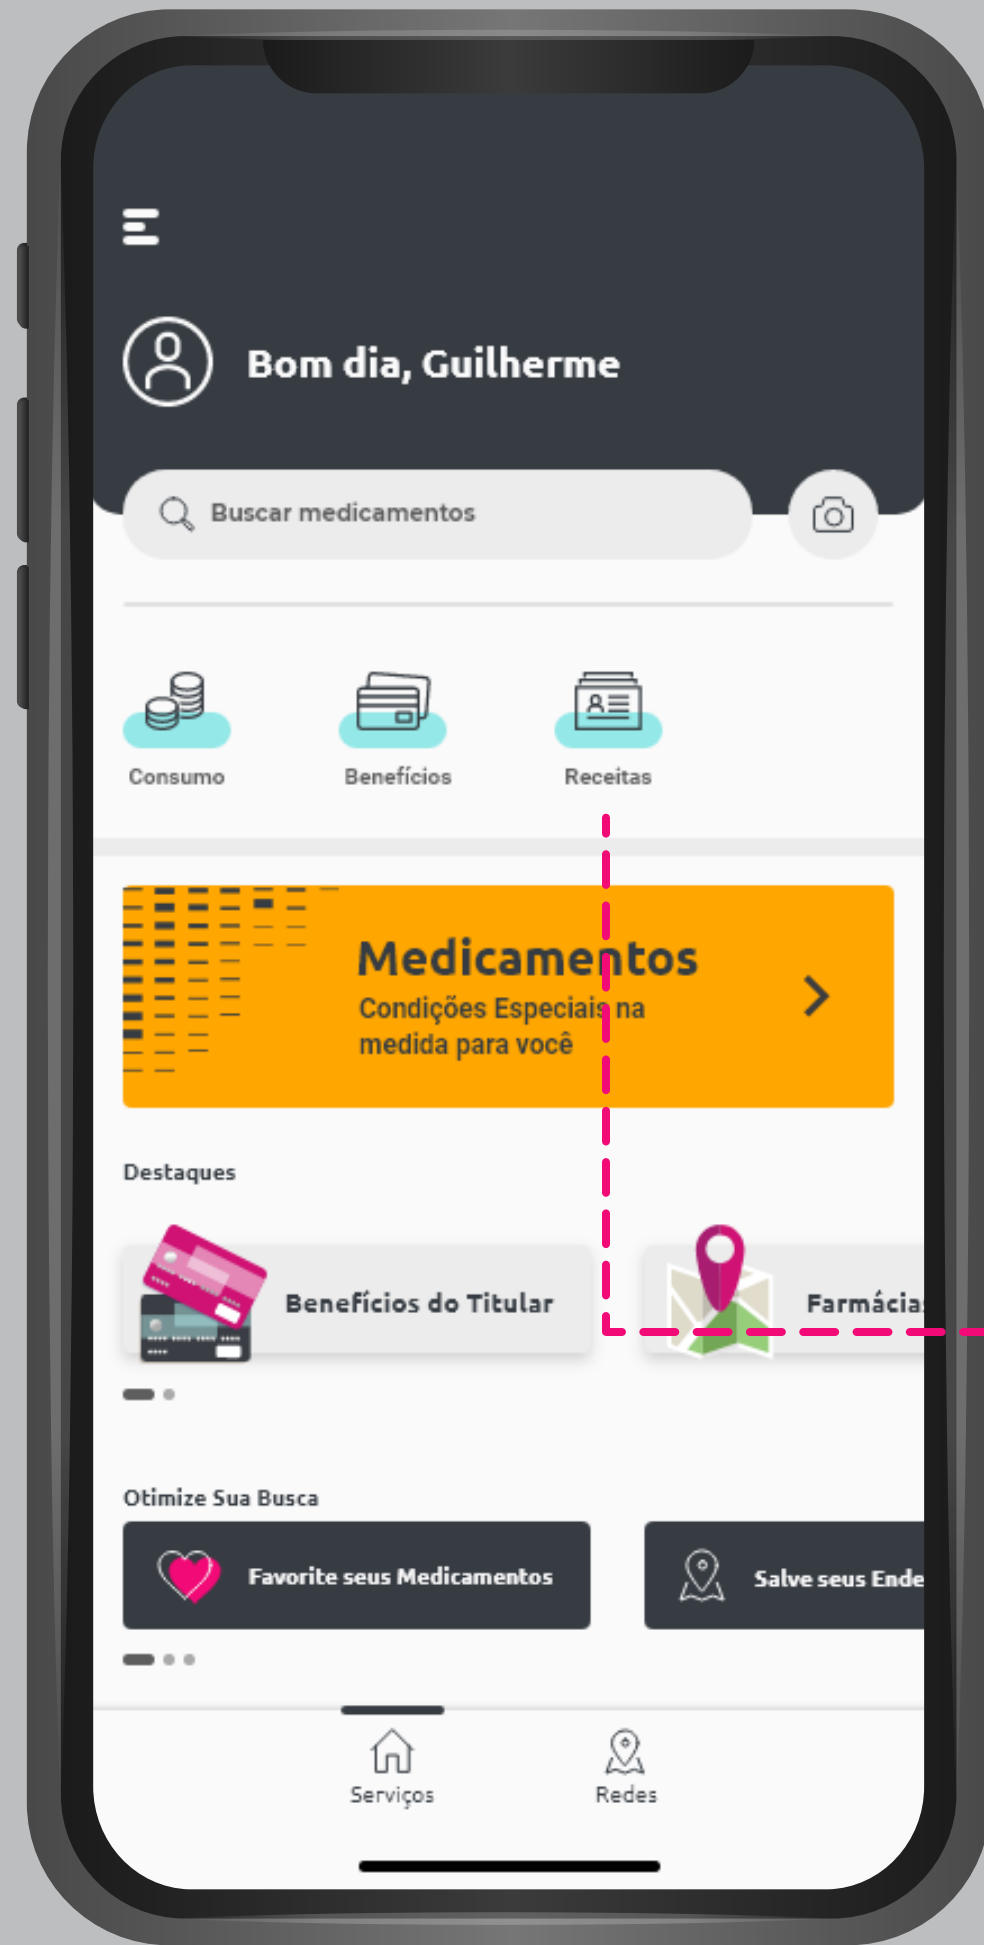 Bom dia, Guilherme
Buscar medicamentos
Consumo
Benefícios
Receitas
Medicamentos
Condições Especiais na
medida para você
Destaques
Benefícios do Titular
Farmácias
Otimize Sua Busca
Favorite seus Medicamentos
Salve seus Ende
Serviços
Redes